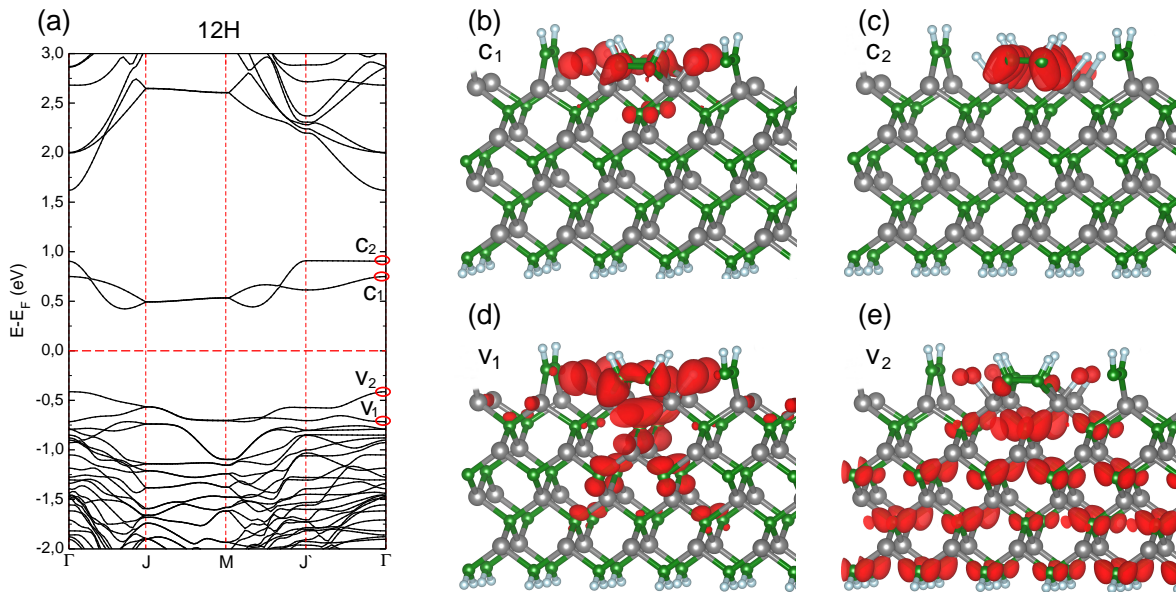 (a)
12H
3,0
2,5
2,0
1,5
1,0
0,5
0,0
-0,5
-1,0
-1,5
-2,0
E-E_F (eV)
c2
c1
v2
v1
Γ J M J' Γ
(b)
c1
(c)
c2
(d)
v1
(e)
v2